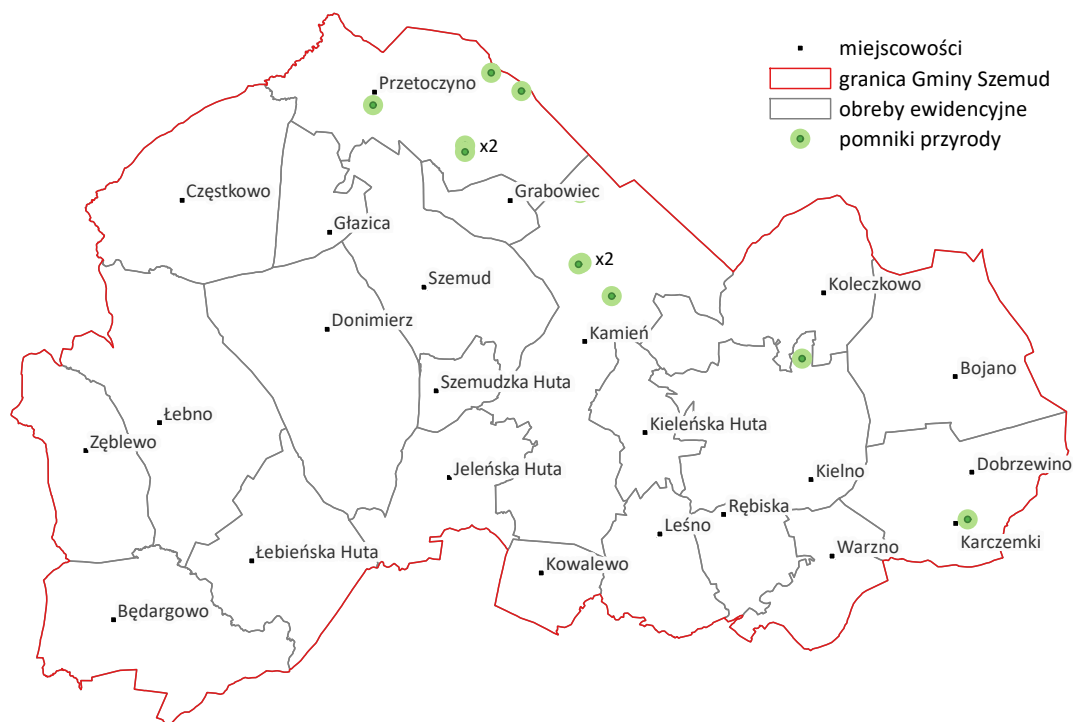 miejscowości
granica Gminy Szemud
obreby ewidencyjne
pomniki przyrody
Przetoczyno
x2
Częstkowo
Grabowiec
Głazica
x2
Szemud
Koleczkowo
Donimierz
Kamień
Bojano
Szemudzka Huta
Łebno
Kieleńska Huta
Zęblewo
Jeleńska Huta
Kielno
Dobrzewino
Rębiska
Leśno
Karczemki
Łebieńska Huta
Warzno
Kowalewo
Będargowo